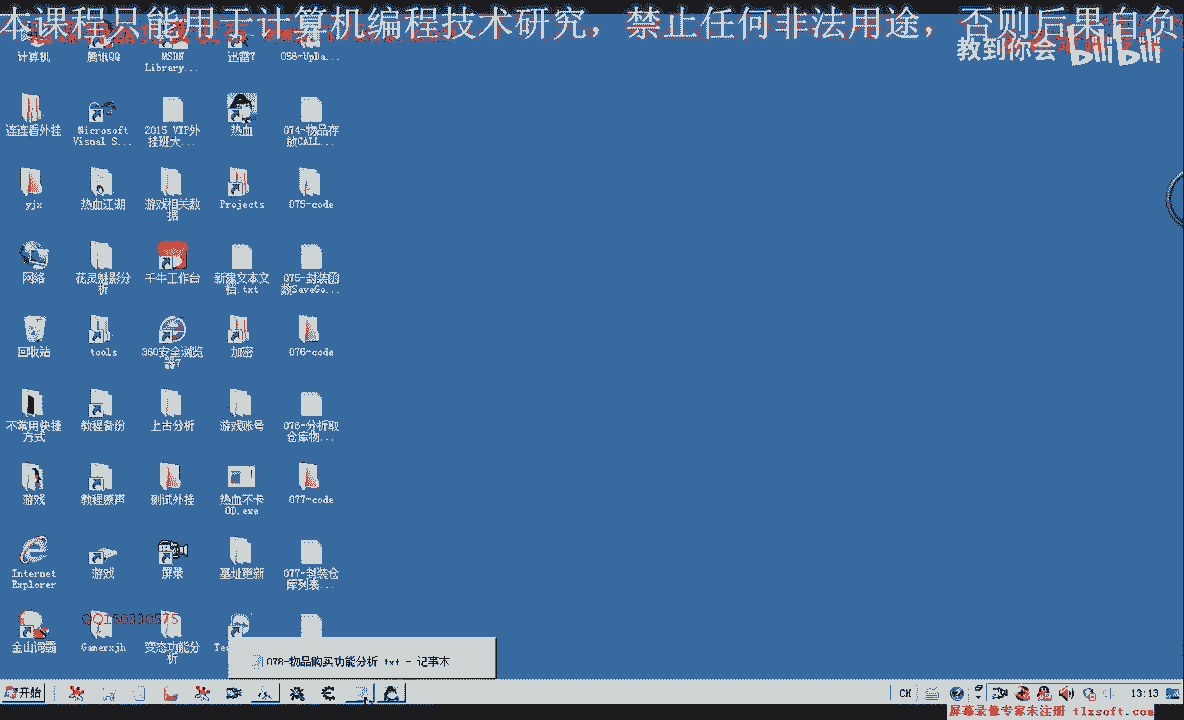 本课程只能用于计算机编程技术研究，禁止任何非法用途，否则后果自负
教到你会 bilibili
计算机
腾讯QQ
MSDN
Library...
迅雷7
连连看外挂
Microsoft
Visual S...
2015 VIP外
挂班大...
热血
074-物品存
放CALL...
yjx
热血江湖
游戏相关数
据
Projects
075-code
网络
花灵魅影分
析
千牛工作台
新建文本文
档.txt
075-封装函
数SaveGo...
回收站
tools
360安全浏览
器7
加密
076-code
不常用快捷
方式
教程备份
上古分析
游戏账号
076-分析取
仓库物...
游戏
教程原声
测试外挂
热血不卡
OD.exe
077-code
Internet
Explorer
游戏
屏录
基址更新
077-封装仓
库列表...
QQ150330575
金山词霸
Gamerxjh
变态功能分
析
078-物品购买功能分析 txt - 记事本
开始
CH
13:13
屏幕录像专家未注册 tlxsoft.com